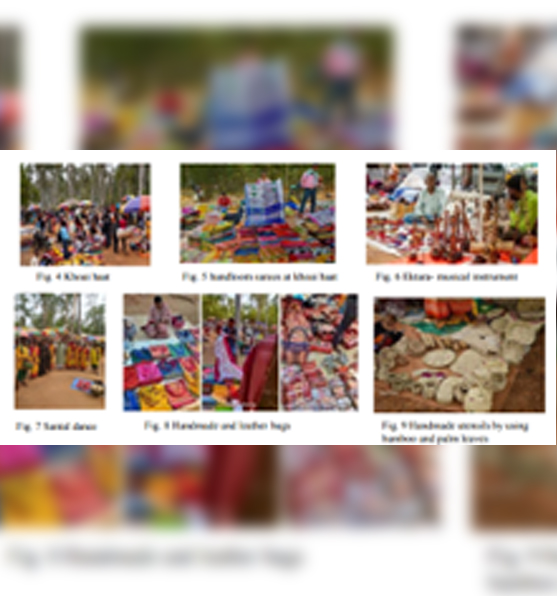 Fig. 4 Khoai haat
Fig. 5 handloom sarees at khoai haat
Fig. 6 Ektara- musical instrument
Fig. 7 Santal dance
Fig. 8 Handmade and leather bags
Fig. 9 Handmade utensils by using
bamboo and palm leaves
Fig. 8 Handmade and leather bags